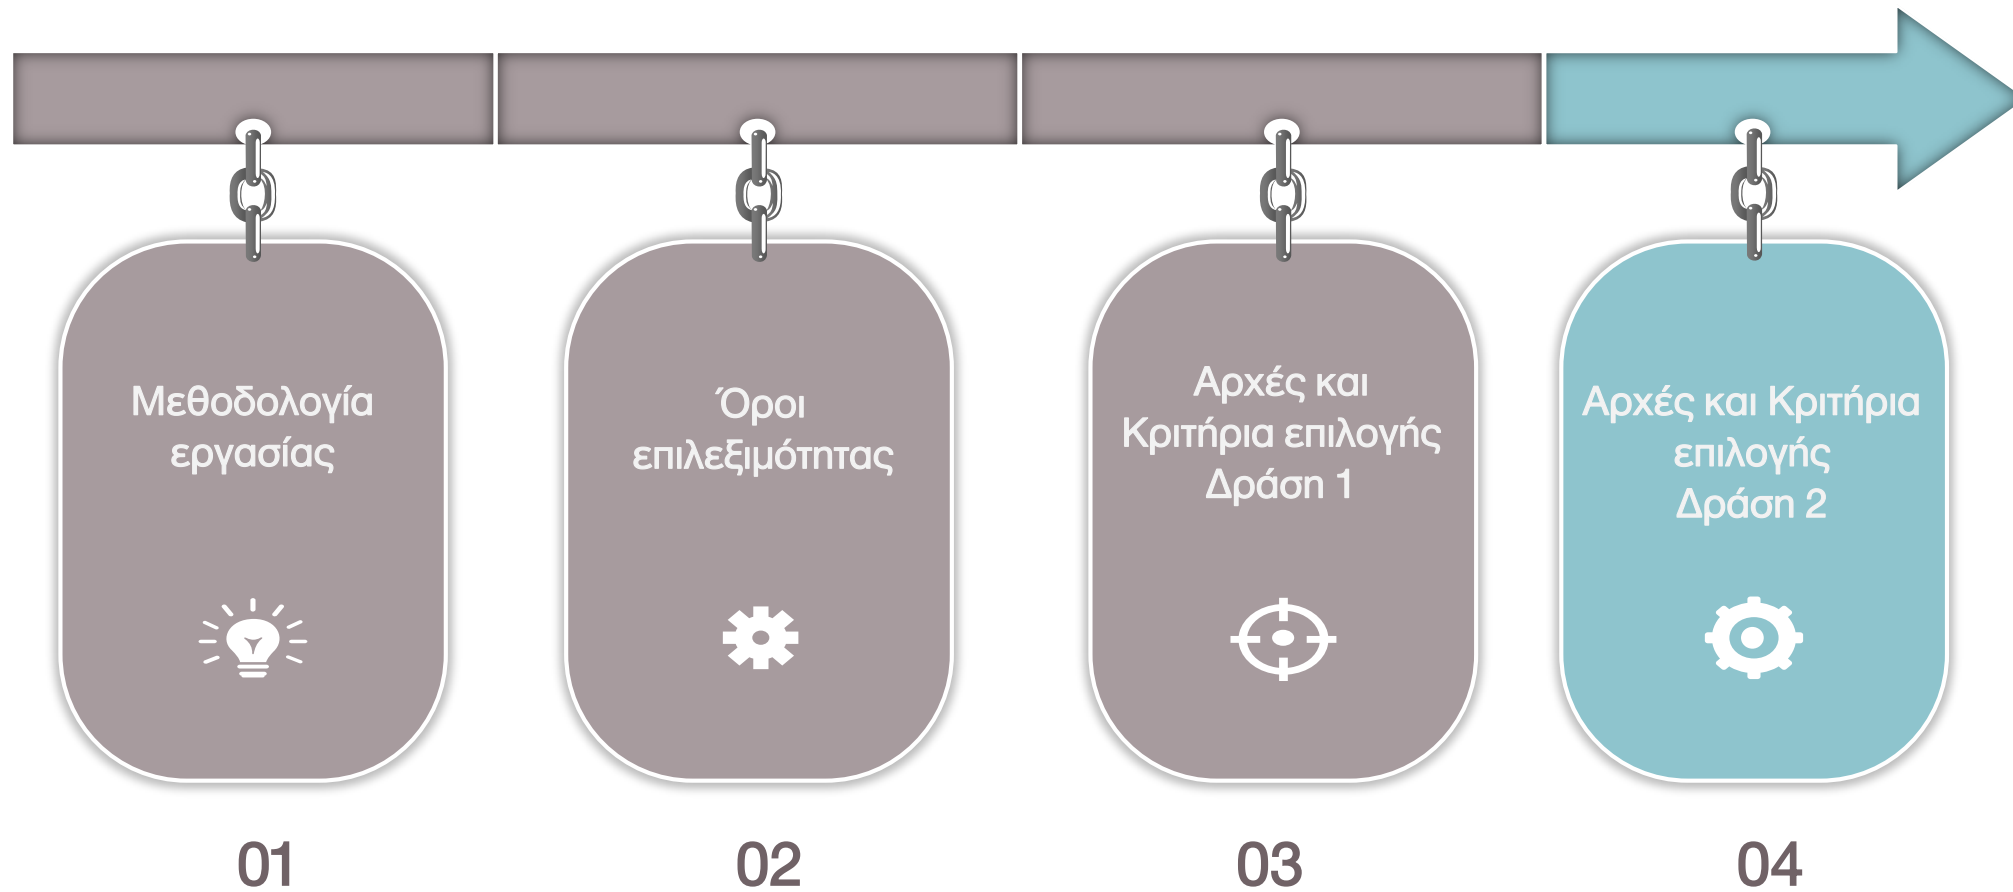 Μεθοδολογία
εργασίας
Όροι
επιλεξιμότητας
Αρχές και
Κριτήρια επιλογής
Δράση 1
Αρχές και Κριτήρια
επιλογής
Δράση 2
01
02
03
04